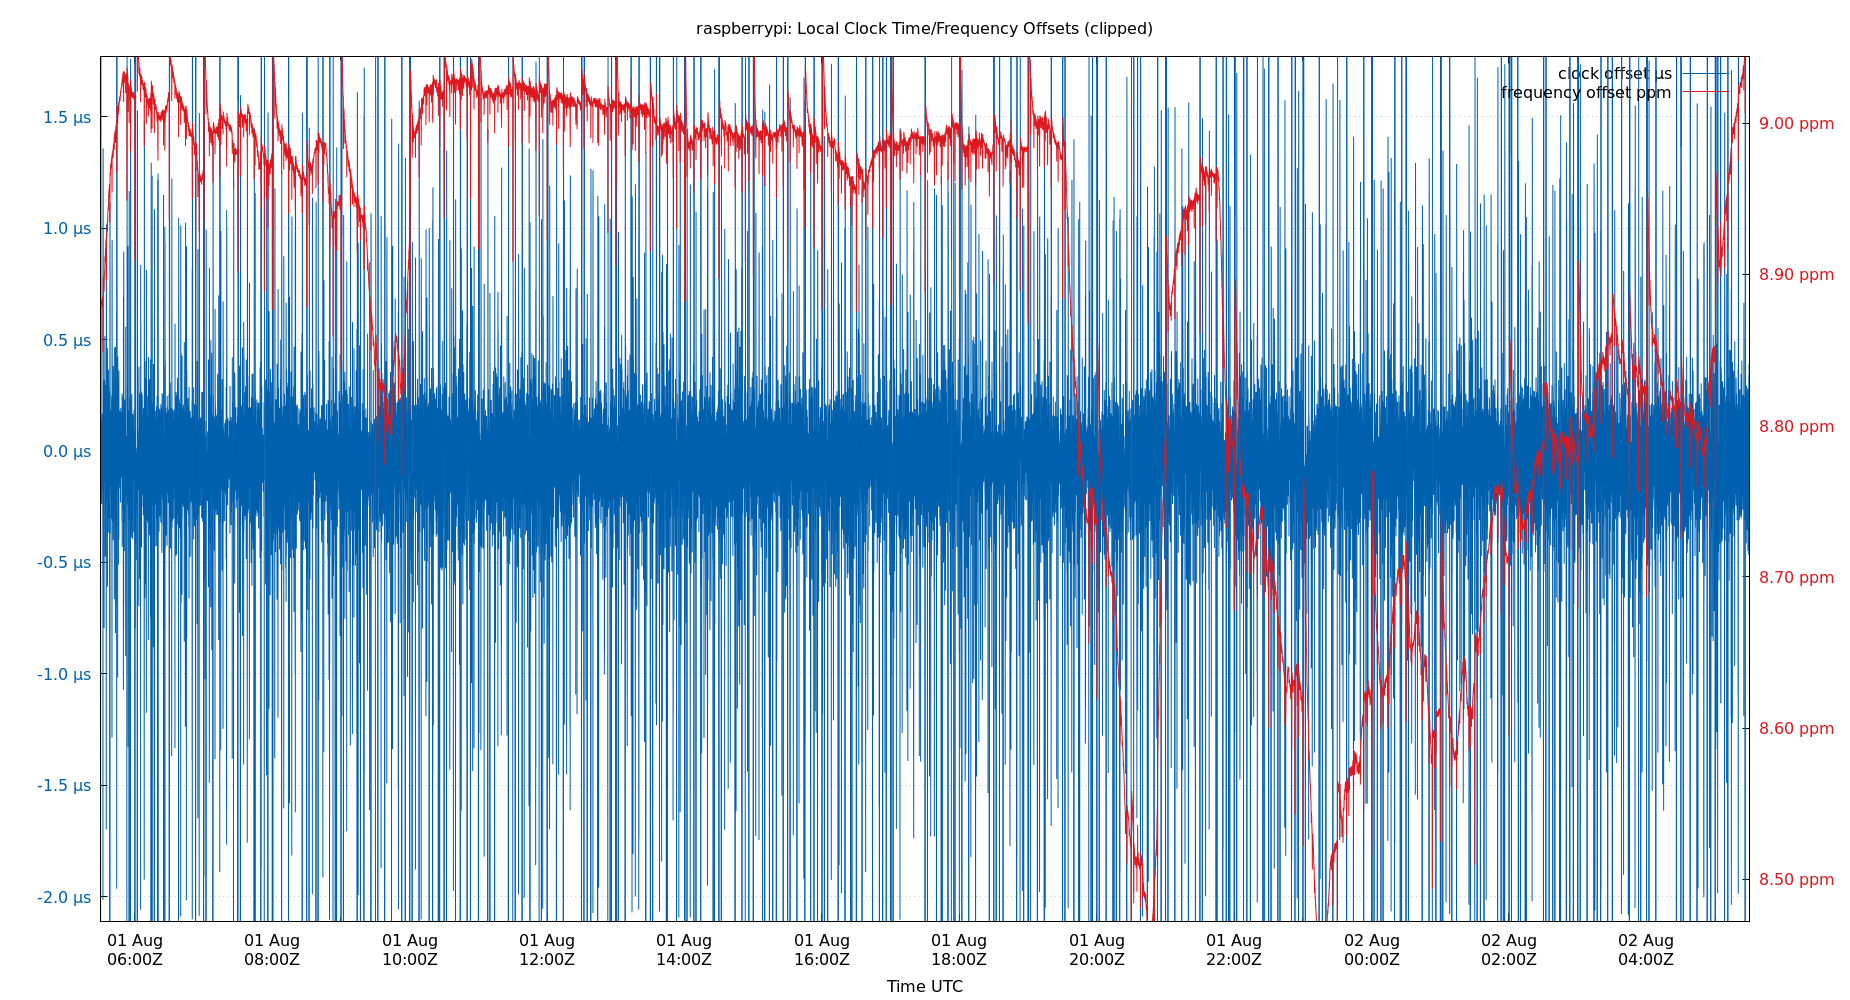 raspberrypi: Local Clock Time/Frequency Offsets (clipped)
clock offset µs
frequency offset ppm
1.5 µs
1.0 µs
0.5 µs
0.0 µs
-0.5 µs
-1.0 µs
-1.5 µs
-2.0 µs
9.00 ppm
8.90 ppm
8.80 ppm
8.70 ppm
8.60 ppm
8.50 ppm
01 Aug 01 Aug 01 Aug 01 Aug 01 Aug 01 Aug 01 Aug 01 Aug 01 Aug 02 Aug 02 Aug 02 Aug
06:00Z 08:00Z 10:00Z 12:00Z 14:00Z 16:00Z 18:00Z 20:00Z 22:00Z 00:00Z 02:00Z 04:00Z
Time UTC